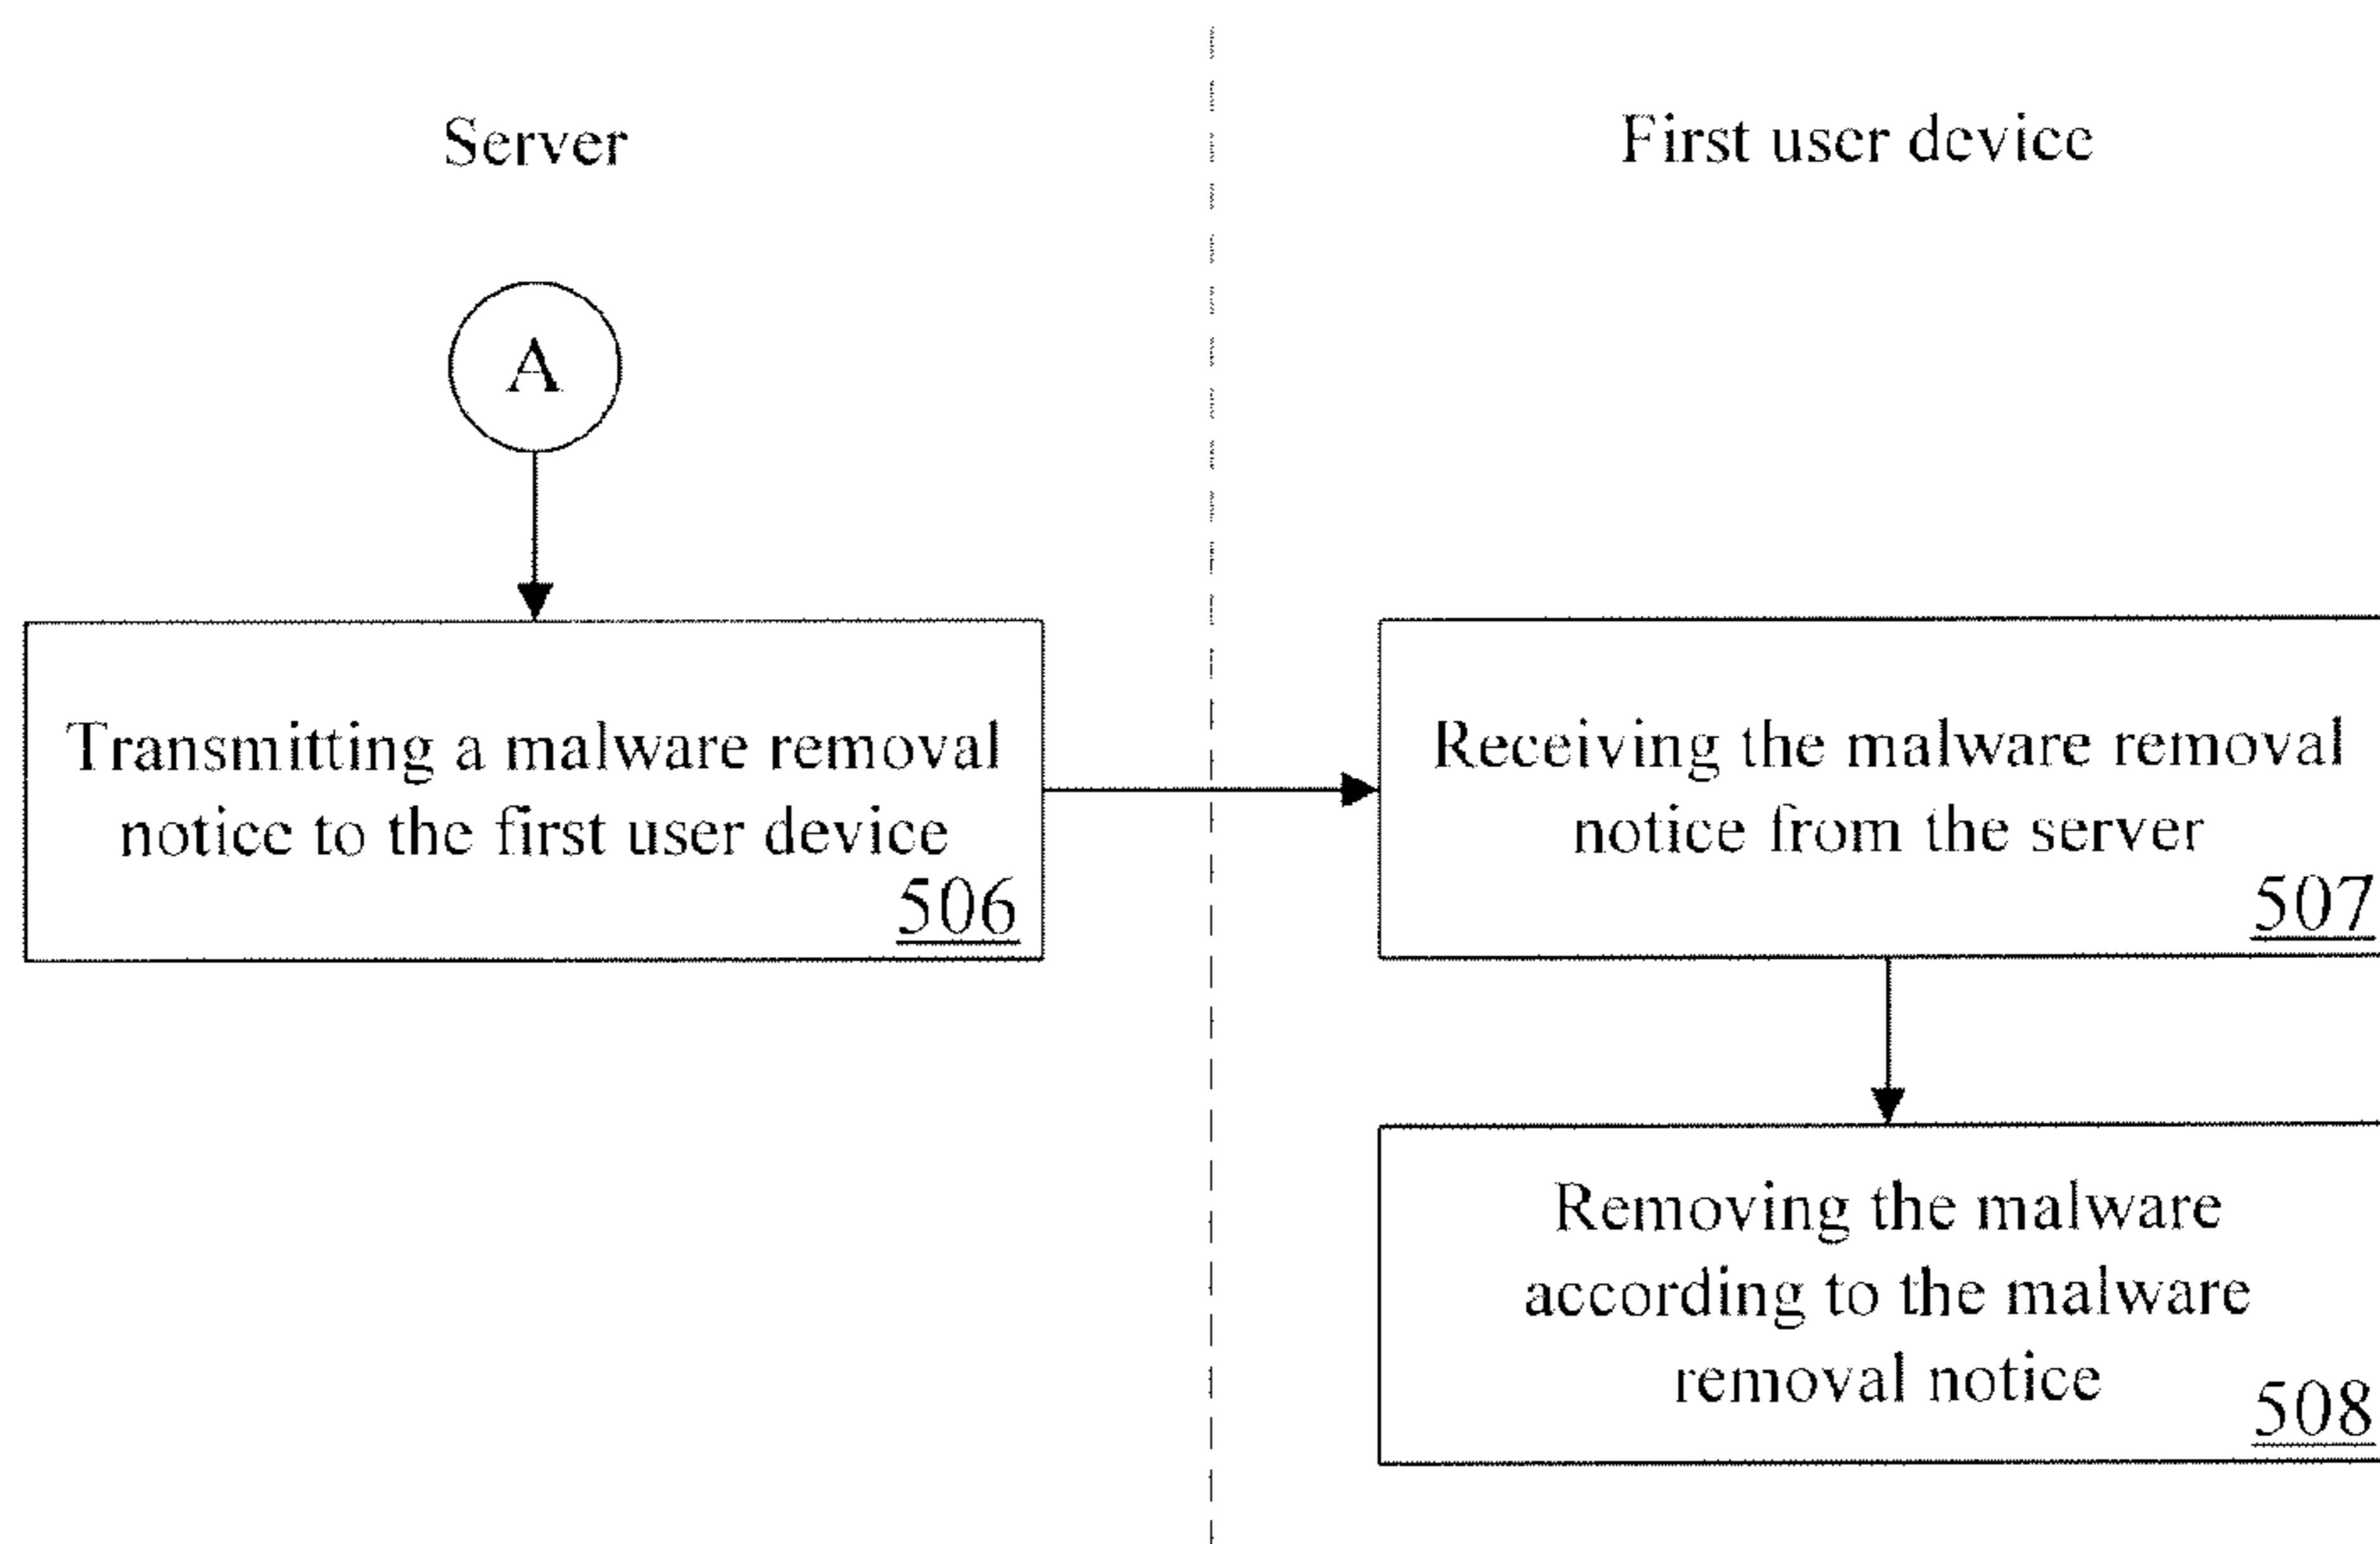 Server
First user device
A
Transmitting a malware removal
notice to the first user device
506
Receiving the malware removal
notice from the server
507
Removing the malware
according to the malware
removal notice
508